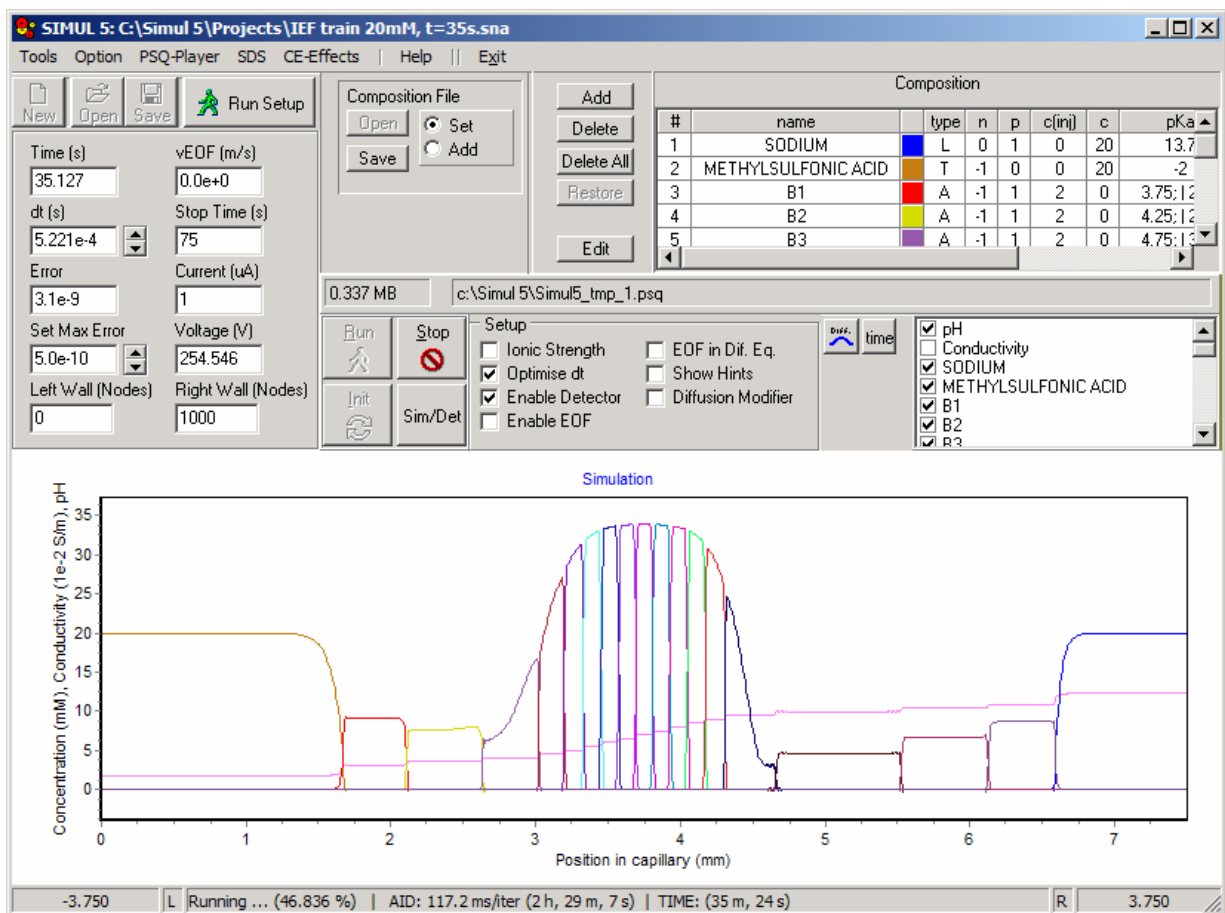 SIMUL 5: C:\Simul 5\Projects\IEF train 20mM, t=35s.sna
Tools Option PSQ-Player SDS CE-Effects | Help || Exit
New Open Save Run Setup
Time (s) vEOF (m/s)
35.127 0.0e+0
dt (s) Stop Time (s)
5.221e-4 75
Error Current (uA)
3.1e-9 1
Set Max Error Voltage (V)
5.0e-10 254.546
Left Wall (Nodes) Right Wall (Nodes)
0 1000
Composition File
Open Set
Save Add
Add
Delete
Delete All
Restore
Edit
Composition
# name type n p c(inj) c pKa
1 SODIUM L 0 1 0 20 13.7
2 METHYLSULFONIC ACID T -1 0 0 20 -2
3 B1 A -1 1 2 0 3.75; | 2
4 B2 A -1 1 2 0 4.25; | 2
5 B3 A -1 1 2 0 4.75; | 3
0.337 MB c:\Simul 5\Simul5_tmp_1.psq
Run Stop
Init Sim/Det
Setup
Ionic Strength EOF in Dif. Eq.
Optimise dt Show Hints
Enable Detector Diffusion Modifier
Enable EOF
Diff. time
pH
Conductivity
SODIUM
METHYLSULFONIC ACID
B1
B2
B3
Simulation
Concentration (mM), Conductivity (1e-2 S/m), pH
35
30
25
20
15
10
5
0
0 1 2 3 4 5 6 7
Position in capillary (mm)
-3.750 L Running ... (46.836 %) | AID: 117.2 ms/iter (2 h, 29 m, 7 s) | TIME: (35 m, 24 s) R 3.750